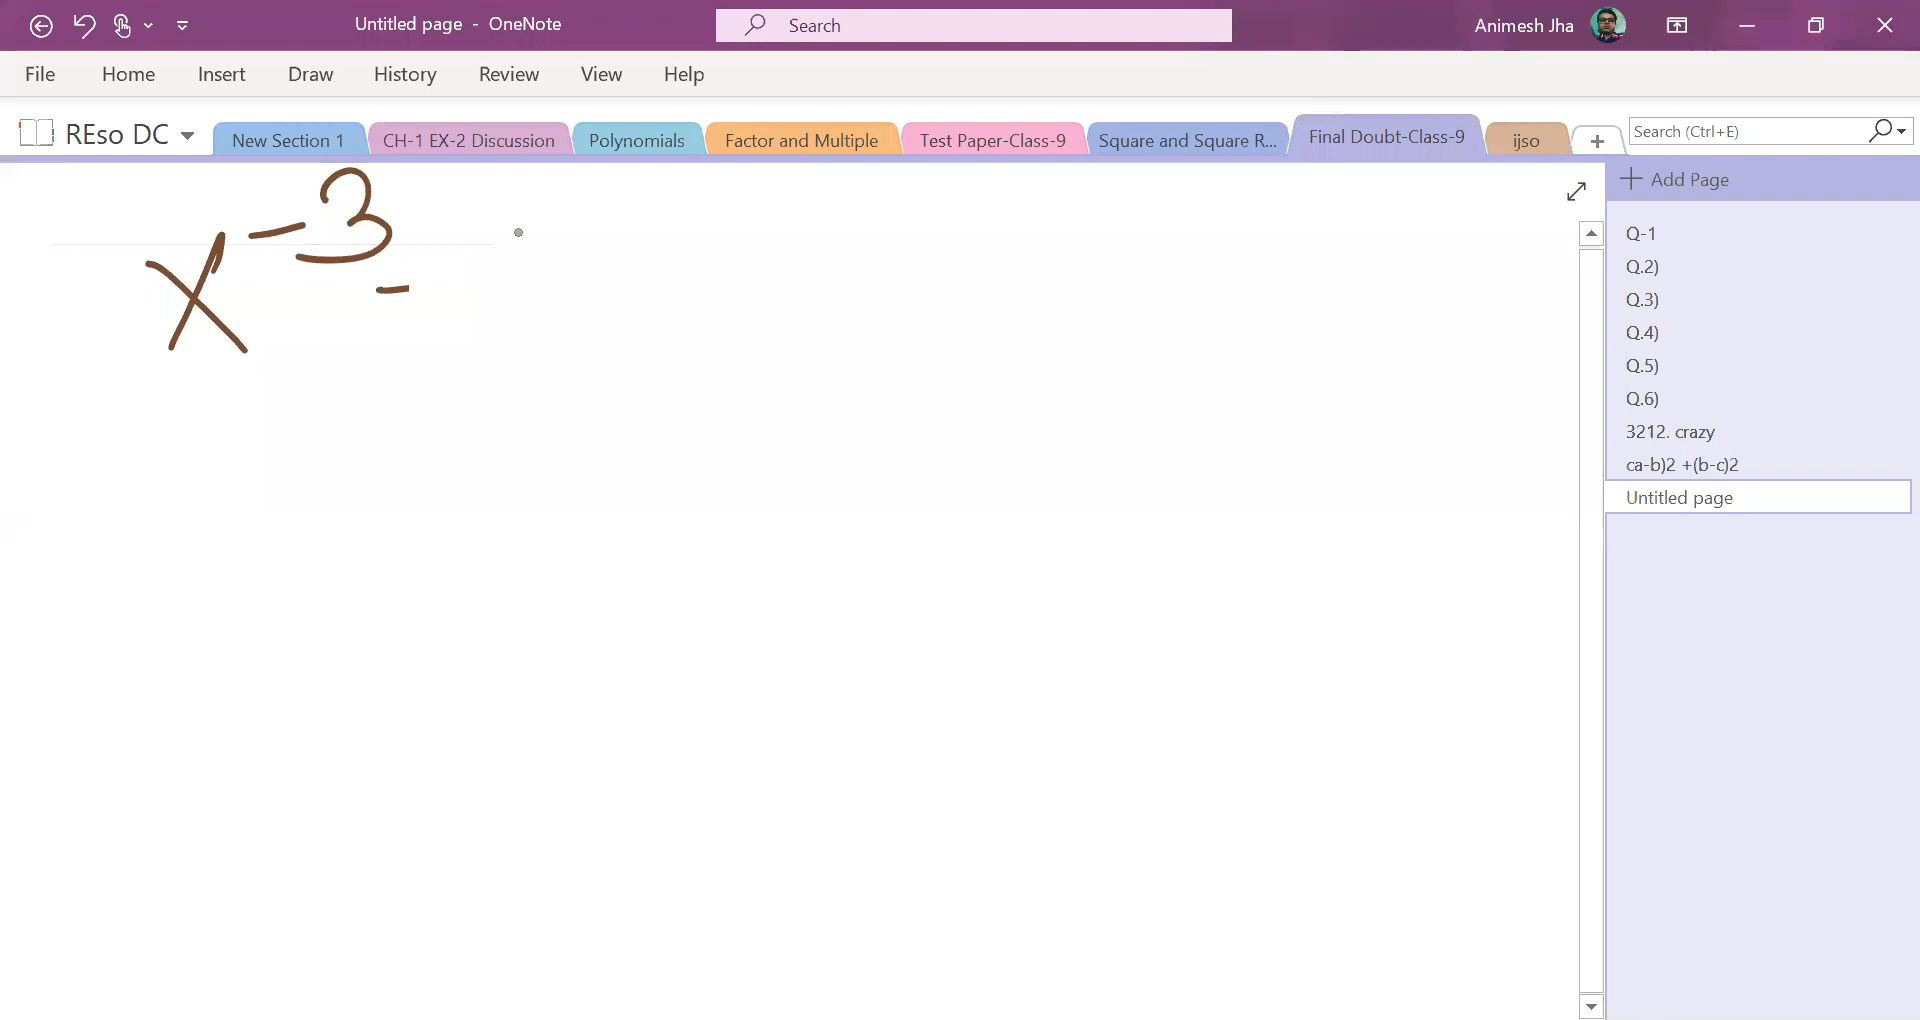 Untitled page - OneNote
Search
Animesh Jha
File Home Insert Draw History Review View Help
REso DC
New Section 1 CH-1 EX-2 Discussion Polynomials Factor and Multiple Test Paper-Class-9 Square and Square R... Final Doubt-Class-9 ijso +
Search (Ctrl+E)
Add Page
x⁻³ -
Q-1
Q.2)
Q.3)
Q.4)
Q.5)
Q.6)
3212. crazy
ca-b)2 +(b-c)2
Untitled page